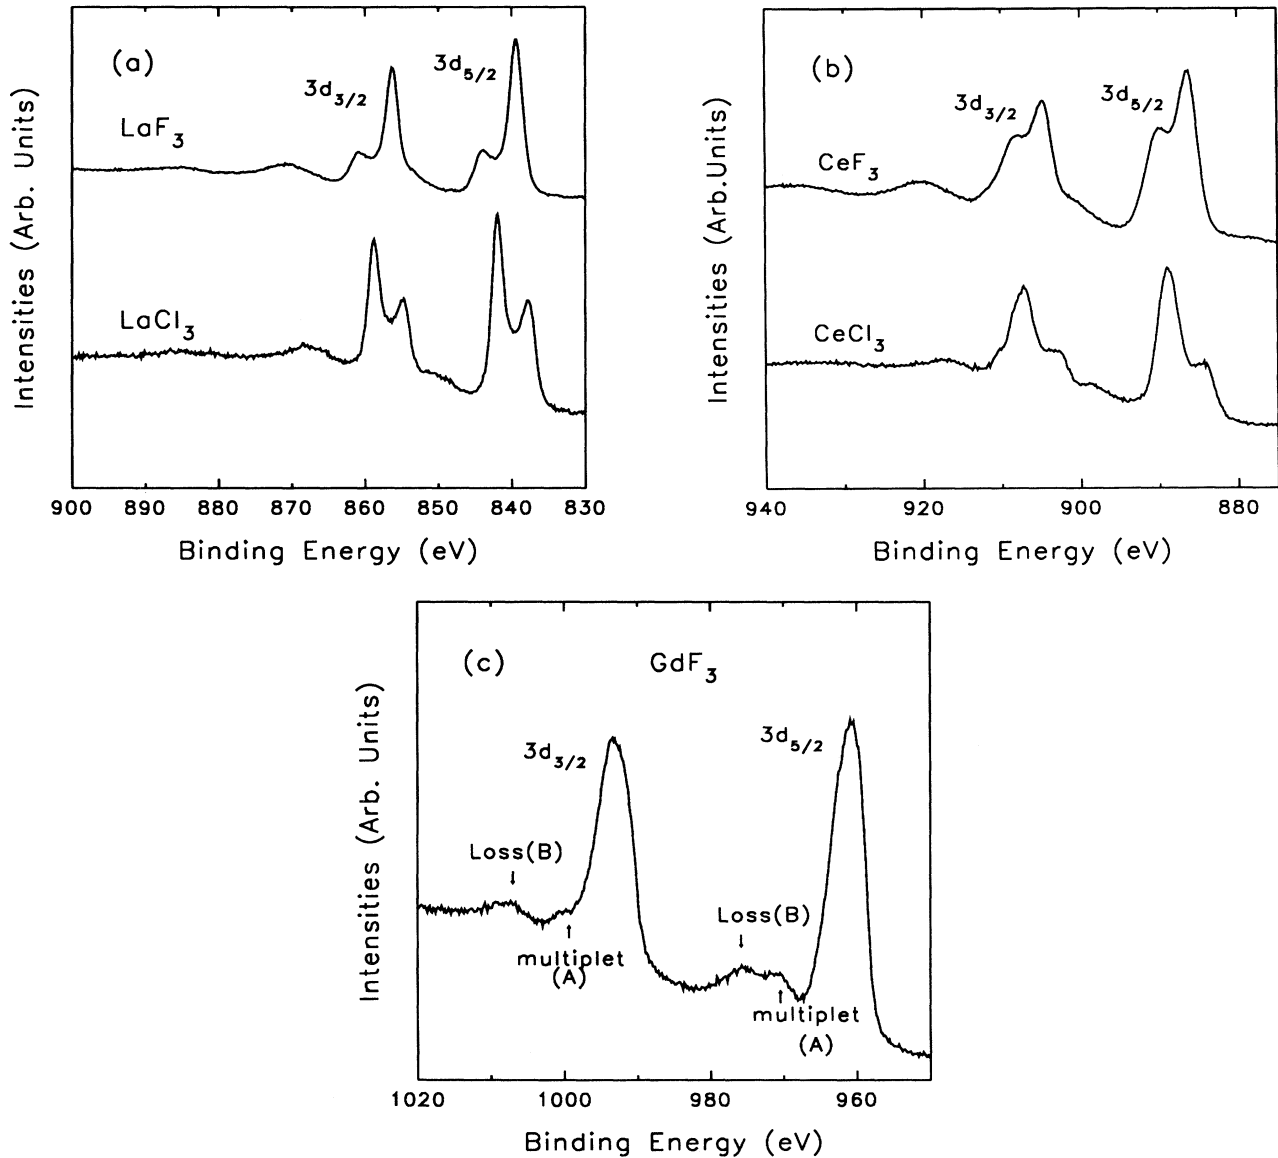 (a)
3d3/2
3d5/2
LaF3
LaCl3
Intensities (Arb. Units)
900 890 880 870 860 850 840 830
Binding Energy (eV)
(b)
3d3/2
3d5/2
CeF3
CeCl3
Intensities (Arb.Units)
940 920 900 880
Binding Energy (eV)
(c)
GdF3
3d3/2
3d5/2
Loss(B)
multiplet
(A)
Loss(B)
multiplet
(A)
Intensities (Arb. Units)
1020 1000 980 960
Binding Energy (eV)